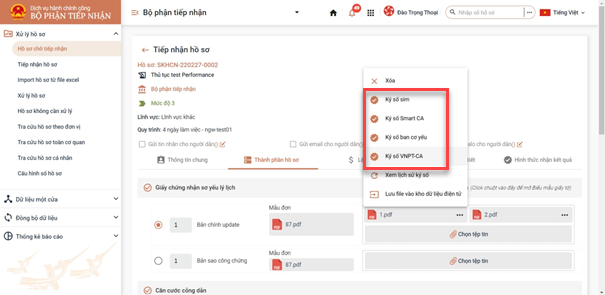 Dịch vụ hành chính công
BỘ PHẬN TIẾP NHẬN
Bộ phận tiếp nhận
Đào Trọng Thoại
Nhập số hồ sơ
Tiếng Việt
Xử lý hồ sơ
Hồ sơ chờ tiếp nhận
Tiếp nhận hồ sơ
Import hồ sơ từ file excel
Xử lý hồ sơ
Hồ sơ không cần xử lý
Tra cứu hồ sơ theo đơn vị
Tra cứu hồ sơ toàn cơ quan
Tra cứu hồ sơ cá nhân
Cấu hình số hồ sơ
Dữ liệu một cửa
Đồng bộ dữ liệu
Thống kê báo cáo
Tiếp nhận hồ sơ
Hồ sơ: SKHCN-220227-0002
Thủ tục test Performance
Bộ phận tiếp nhận
Mức độ 3
Lĩnh vực: Lĩnh vực khác
Quy trình: 4 ngày làm việc - ngw-test01
Gửi tin nhắn cho người dân()
Gửi email cho người dân()
cho người dân()
Thông tin chung
Thành phần hồ sơ
Hình thức nhận kết quả
Xóa
Ký số sim
Ký số Smart CA
Ký số ban cơ yếu
Ký số VNPT-CA
Xem lịch sử ký số
Lưu file vào kho dữ liệu điện tử
Giấy chứng nhận sơ yếu lý lịch
(Click chuột vào đây để mở biểu mẫu giấy tờ)
1
Bản chính update
Mẫu đơn
87.pdf
1.pdf
2.pdf
Chọn tệp tin
1
Bản sao công chứng
Mẫu đơn
87.pdf
Chọn tệp tin
Căn cước công dân